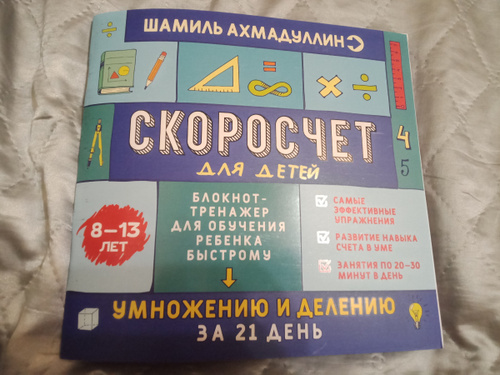 ШАМИЛЬ АХМАДУЛЛИН
СКОРОСЧЕТ
ДЛЯ ДЕТЕЙ
4
5
8–13
ЛЕТ
БЛОКНОТ-
ТРЕНАЖЕР
ДЛЯ ОБУЧЕНИЯ
РЕБЕНКА
БЫСТРОМУ
САМЫЕ
ЭФФЕКТИВНЫЕ
УПРАЖНЕНИЯ
РАЗВИТИЕ НАВЫКА
СЧЕТА В УМЕ
ЗАНЯТИЯ ПО 20–30
МИНУТ В ДЕНЬ
УМНОЖЕНИЮ И ДЕЛЕНИЮ
ЗА 21 ДЕНЬ